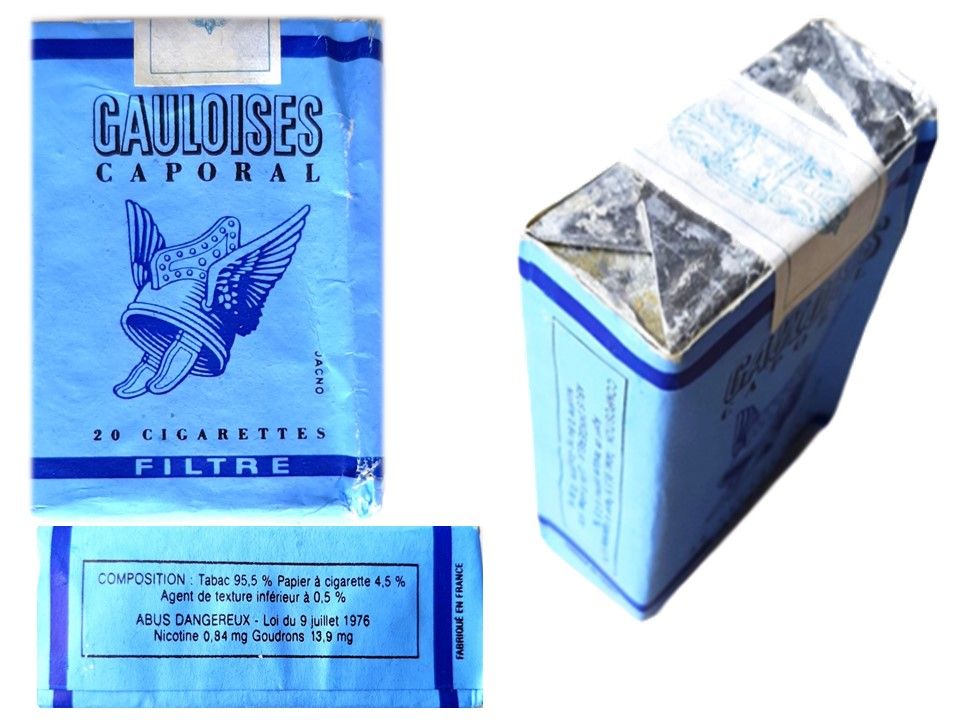 GAULOISES
CAPORAL
JACNO
20 CIGARETTES
FILTRE
COMPOSITION : Tabac 95,5 % Papier à cigarette 4,5 %
Agent de texture inférieur à 0,5 %
ABUS DANGEREUX - Loi du 9 juillet 1976
Nicotine 0,84 mg Goudrons 13,9 mg
FABRIQUÉ EN FRANCE